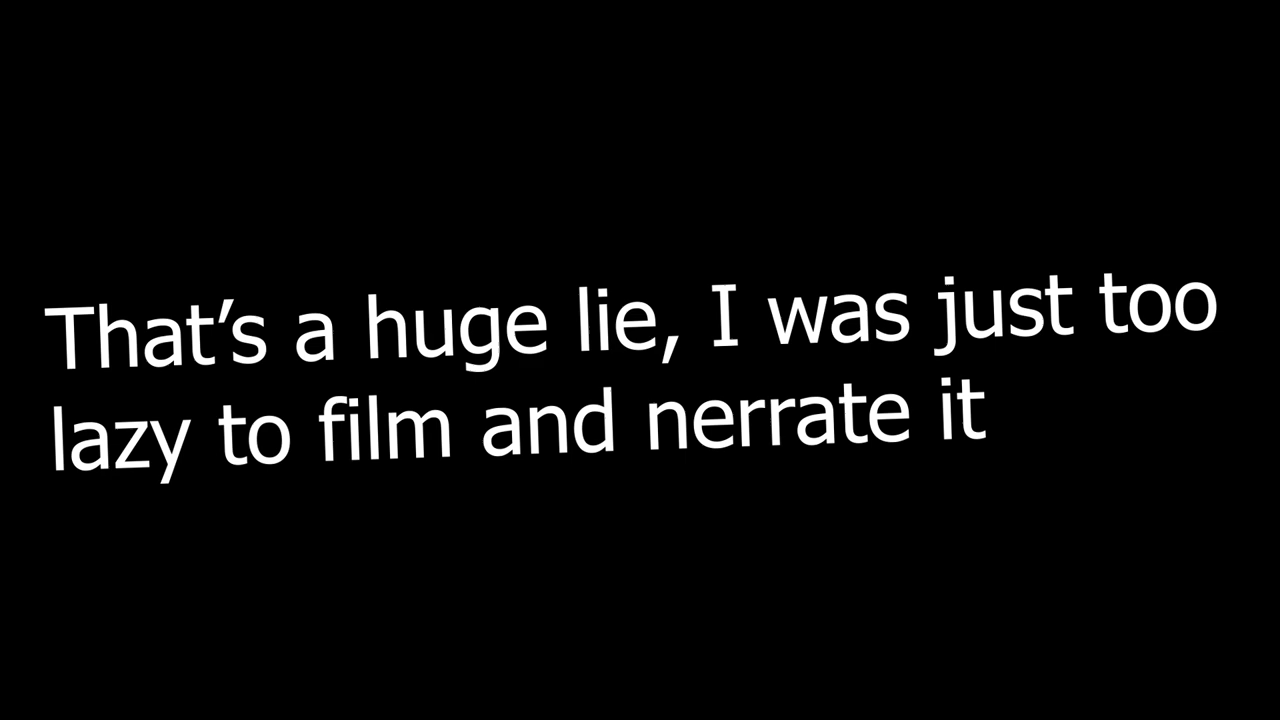 That’s a huge lie, I was just too
lazy to film and nerrate it